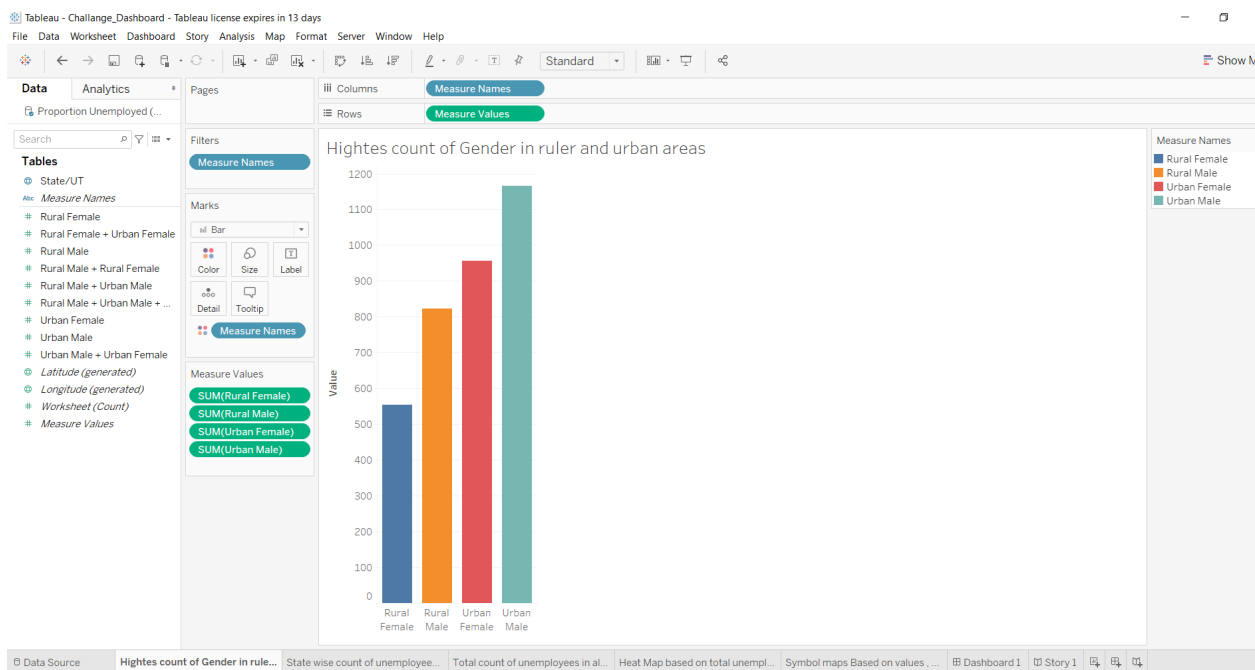 Tableau - Challange_Dashboard - Tableau license expires in 13 days
File Data Worksheet Dashboard Story Analysis Map Format Server Window Help
Standard
Show M
Data Analytics
Proportion Unemployed (...
Search
Tables
State/UT
Abc Measure Names
# Rural Female
# Rural Female + Urban Female
# Rural Male
# Rural Male + Rural Female
# Rural Male + Urban Male
# Rural Male + Urban Male + ...
# Urban Female
# Urban Male
# Urban Male + Urban Female
Latitude (generated)
Longitude (generated)
# Worksheet (Count)
# Measure Values
Pages
Filters
Measure Names
Marks
Bar
Color Size Label
Detail Tooltip
Measure Names
Measure Values
SUM(Rural Female)
SUM(Rural Male)
SUM(Urban Female)
SUM(Urban Male)
Columns Measure Names
Rows Measure Values
Hightes count of Gender in ruler and urban areas
1200
1100
1000
900
800
700
600
500
400
300
200
100
0
Value
Rural Female
Rural Male
Urban Female
Urban Male
Measure Names
Rural Female
Rural Male
Urban Female
Urban Male
Data Source Hightes count of Gender in rule... State wise count of unemployee... Total count of unemployees in al... Heat Map based on total unempl... Symbol maps Based on values , ... Dashboard 1 Story 1